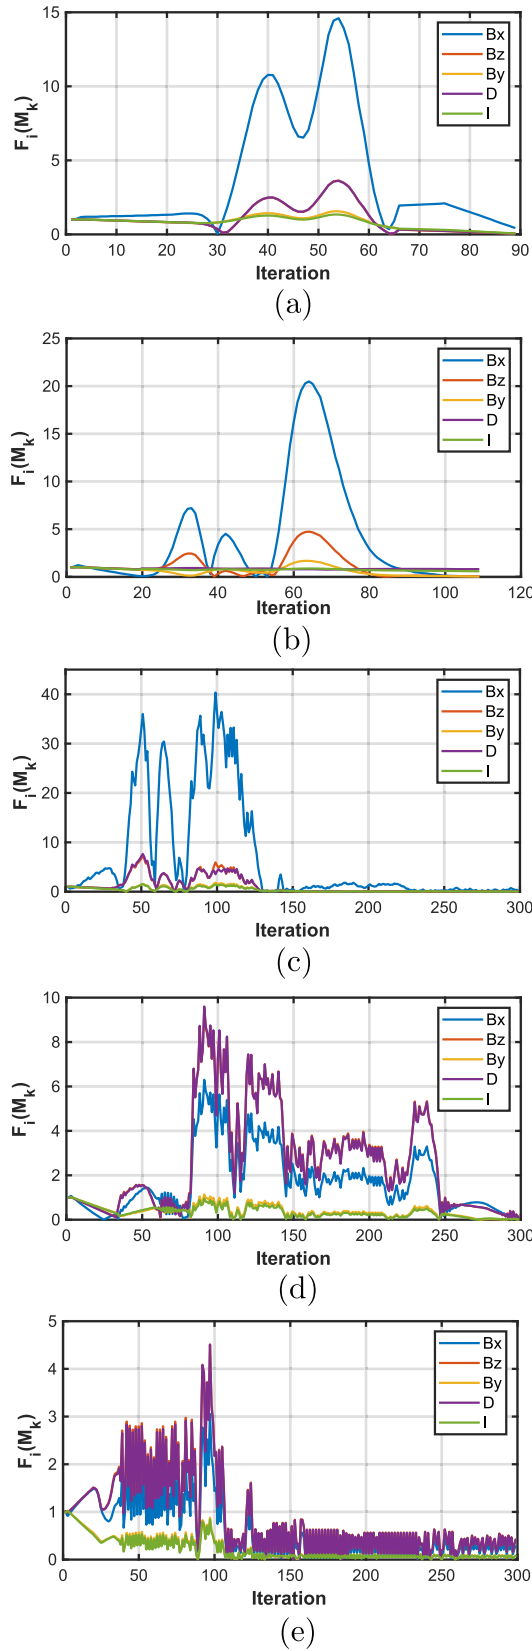 15
10
5
0
F_i(M_k)
Bx
Bz
By
D
I
0 10 20 30 40 50 60 70 80 90
Iteration
(a)
25
20
15
10
5
0
F_i(M_k)
Bx
Bz
By
D
I
0 20 40 60 80 100 120
Iteration
(b)
40
30
20
10
0
F_i(M_k)
Bx
Bz
By
D
I
0 50 100 150 200 250 300
Iteration
(c)
10
8
6
4
2
0
F_i(M_k)
Bx
Bz
By
D
I
0 50 100 150 200 250 300
Iteration
(d)
5
4
3
2
1
0
F_i(M_k)
Bx
Bz
By
D
I
0 50 100 150 200 250 300
Iteration
(e)